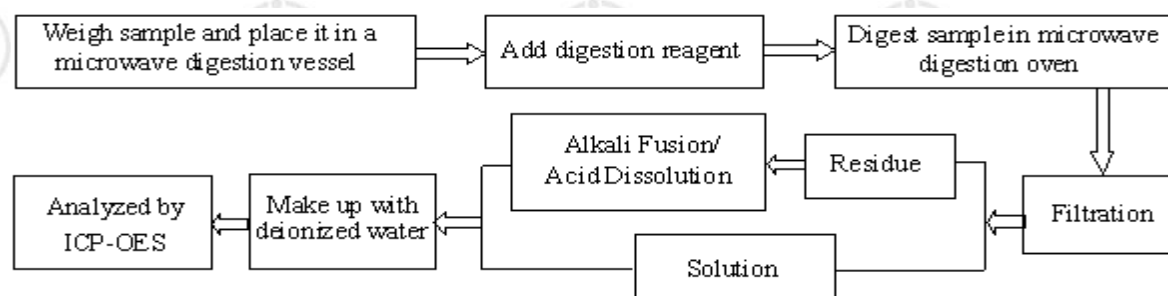 Weigh sample and place it in a
microwave digestion vessel
Add digestion reagent
Digest sample in microwave
digestion oven
Alkali Fusion/
Acid Dissolution
Residue
Filtration
Analyzed by
ICP-OES
Make up with
deionized water
Solution